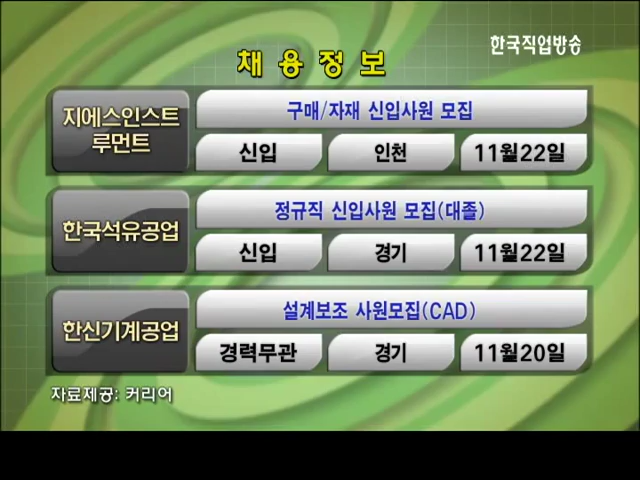 한국직업방송
채용정보
지에스인스트
루먼트
구매/자재 신입사원 모집
신입 인천 11월22일
한국석유공업
정규직 신입사원 모집(대졸)
신입 경기 11월22일
한신기계공업
설계보조 사원모집(CAD)
경력무관 경기 11월20일
자료제공: 커리어